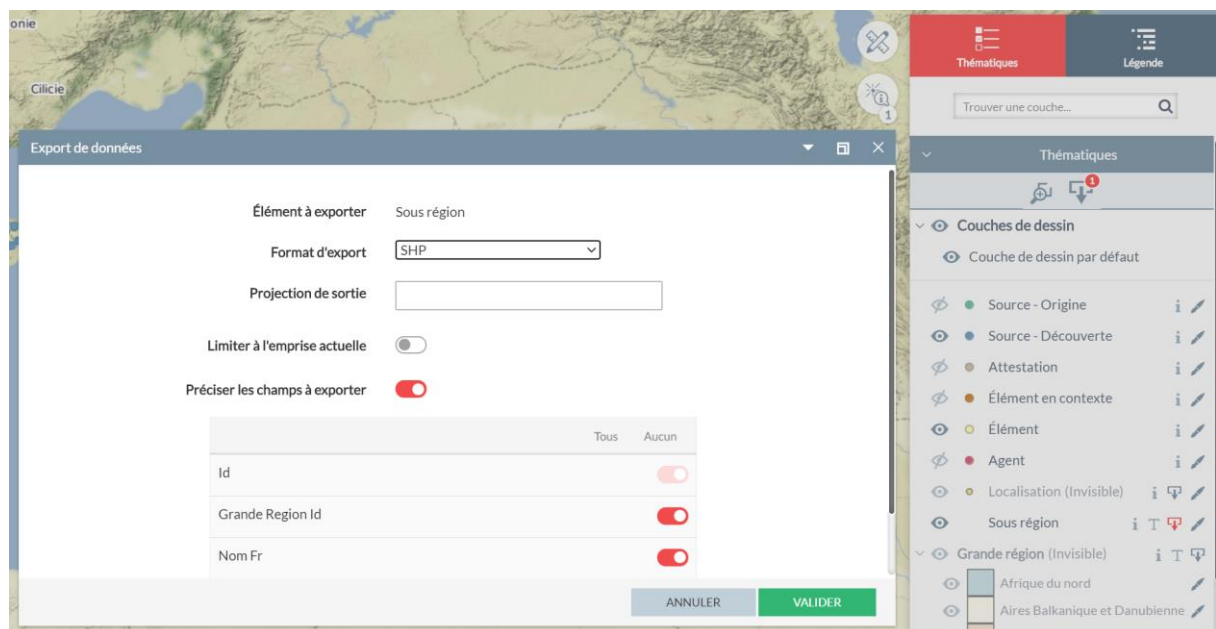 onie
Cilicie
1
Export de données
Élément à exporter Sous région
Format d'export SHP
Projection de sortie
Limiter à l'emprise actuelle
Préciser les champs à exporter
Tous Aucun
Id
Grande Region Id
Nom Fr
ANNULER VALIDER
Thématiques Légende
Trouver une couche...
Thématiques
1
Couches de dessin
Couche de dessin par défaut
Source - Origine
Source - Découverte
Attestation
Élément en contexte
Élément
Agent
Localisation (Invisible)
Sous région
Grande région (Invisible)
Afrique du nord
Aires Balkanique et Danubienne